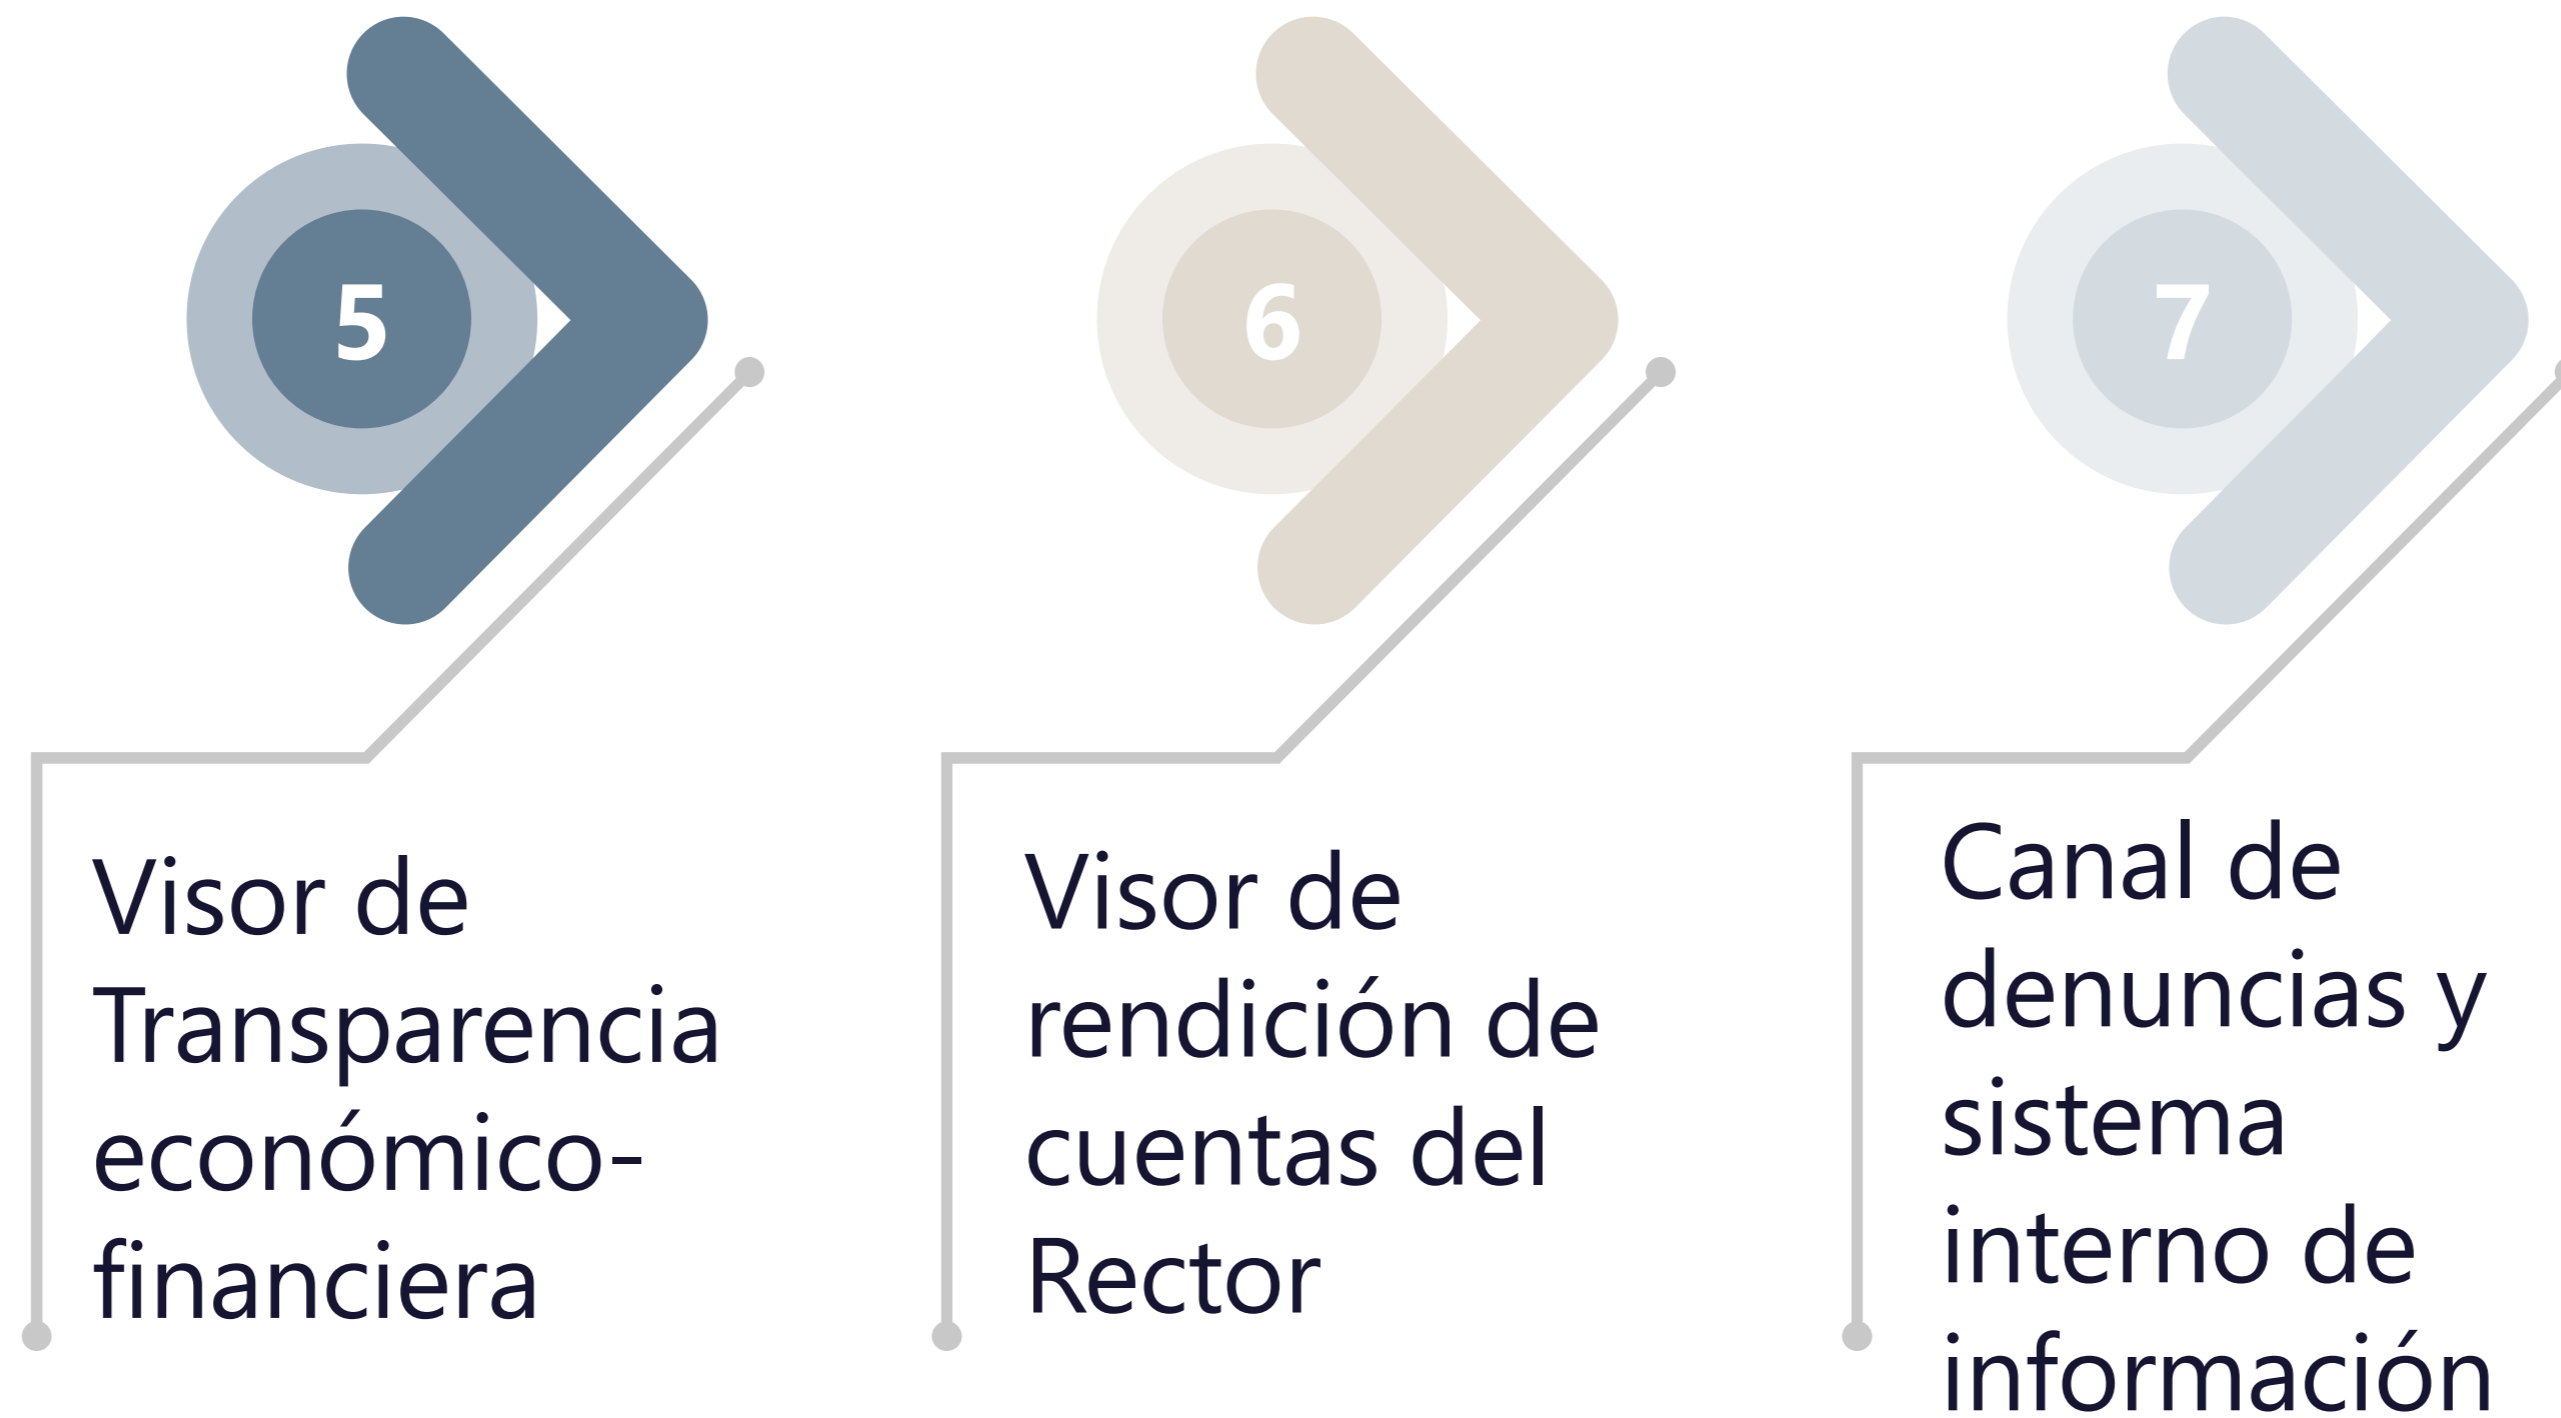 5
Visor de
Transparencia
económico-
financiera
6
Visor de
rendición de
cuentas del
Rector
7
Canal de
denuncias y
sistema
interno de
información